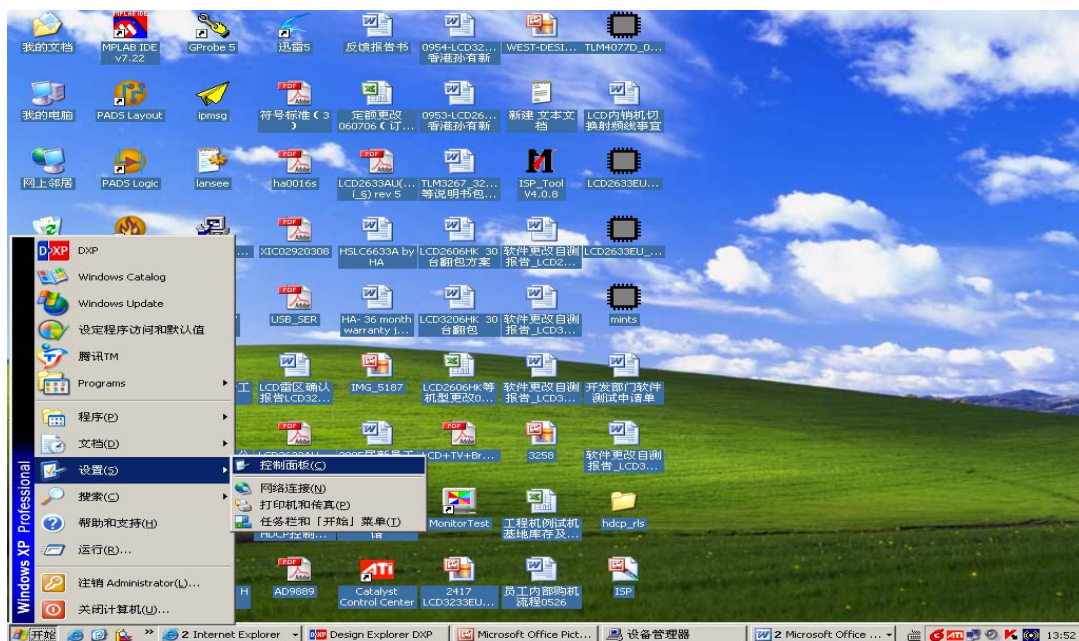 我的文档
MPLAB IDE
v7.22
GProbe 5
迅雷5
反馈报告书
0954-LCD32...
香港孙有新
WEST-DESI...
TLM4077D_0...
我的电脑
PADS Layout
ipmsg
符号标准(3
)
定额更改
060706(订...
0953-LCD26...
香港孙有新
新建 文本文
档
LCD内销机切
换射频线事宜
网上邻居
PADS Logic
lansee
ha0016s
LCD2633AU(...
i_6) rev 5
TLM3267_32...
等说明书包...
ISP_Tool
V4.0.8
LCD2633EU...
XIC02920308
HSLC6633A by
HA
LCD2606HK 30
台翻包方案
软件更改自测
报告_LCD2...
LCD2633EU_...
USB_SER
HA- 36 month
warranty j...
LCD3206HK 30
台翻包
软件更改自测
报告_LCD3...
mints
LCD雷区确认
报告LCD32...
IMG_5187
LCD2606HK等
机型更改0...
软件更改自测
报告_LCD3...
开发部门软件
测试申请单
CD+TV+Br...
3258
软件更改自测
报告_LCD3...
MonitorTest
工程机例试机
基地库存及...
hdcp_rls
AD9889
Catalyst
Control Center
2417
LCD3233EU...
员工内部购机
流程0526
ISP
DXP
Windows Catalog
Windows Update
设定程序访问和默认值
腾讯TM
Programs
程序(P)
文档(D)
设置(S)
搜索(C)
帮助和支持(H)
运行(R)...
注销 Administrator(L)...
关闭计算机(U)...
Windows XP Professional
控制面板(C)
网络连接(N)
打印机和传真(P)
任务栏和「开始」菜单(T)
开始
2 Internet Explorer
Design Explorer DXP
Microsoft Office Pict...
设备管理器
2 Microsoft Office ...
13:52